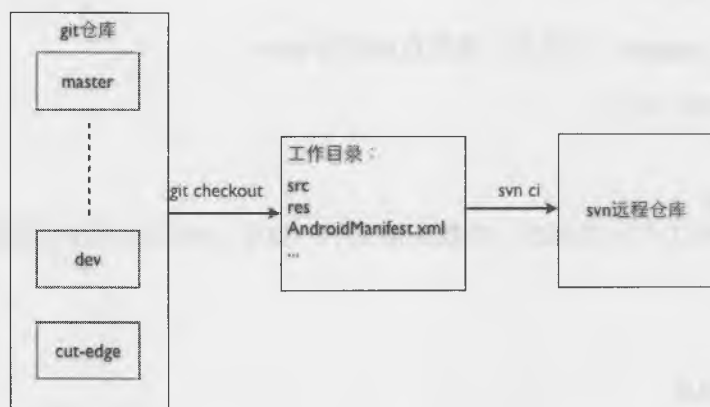 git仓库
master
dev
cut-edge
git checkout
工作目录：
src
res
AndroidManifest.xml
...
svn ci
svn远程仓库